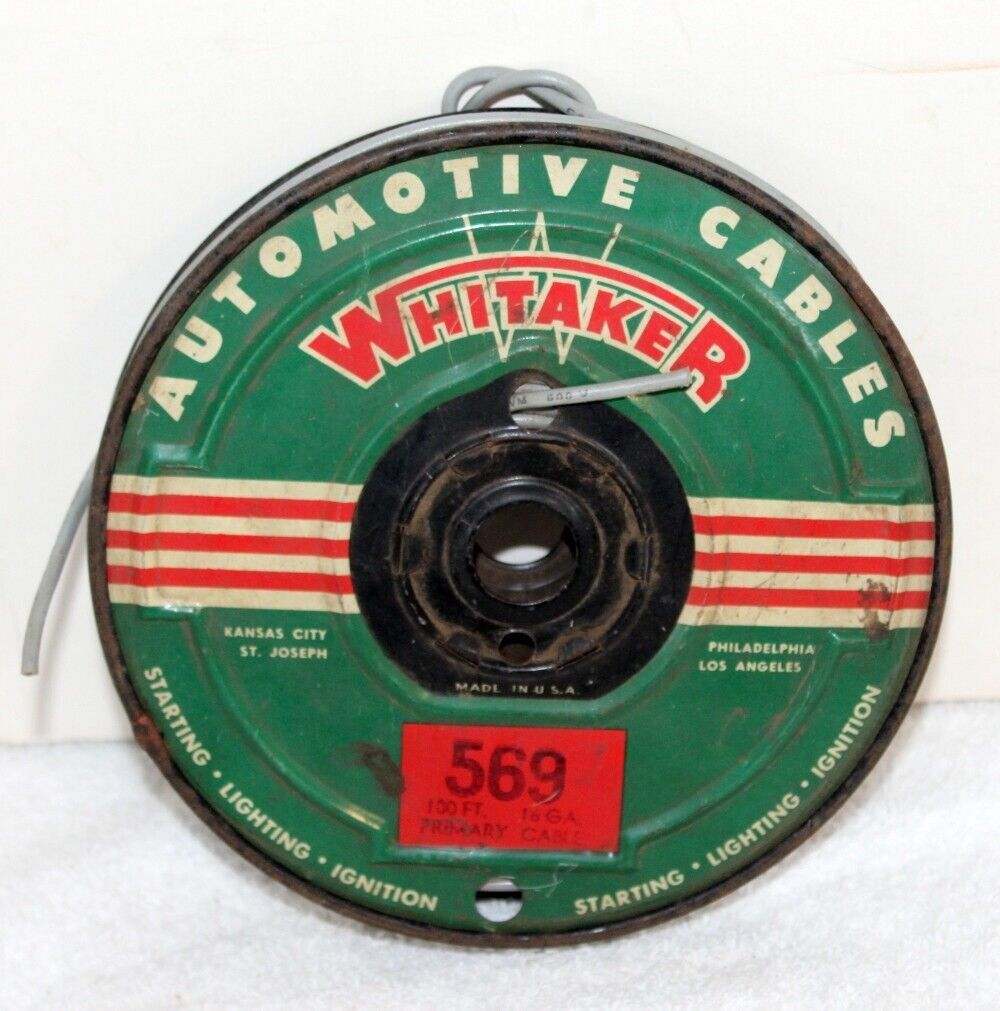 AUTOMOTIVE CABLES
WHITAKER
KANSAS CITY
ST. JOSEPH
PHILADELPHIA
LOS ANGELES
MADE IN U.S.A.
569
100 FT. 16 GA.
PRIMARY CABLE
STARTING · LIGHTING · IGNITION
STARTING · LIGHTING · IGNITION